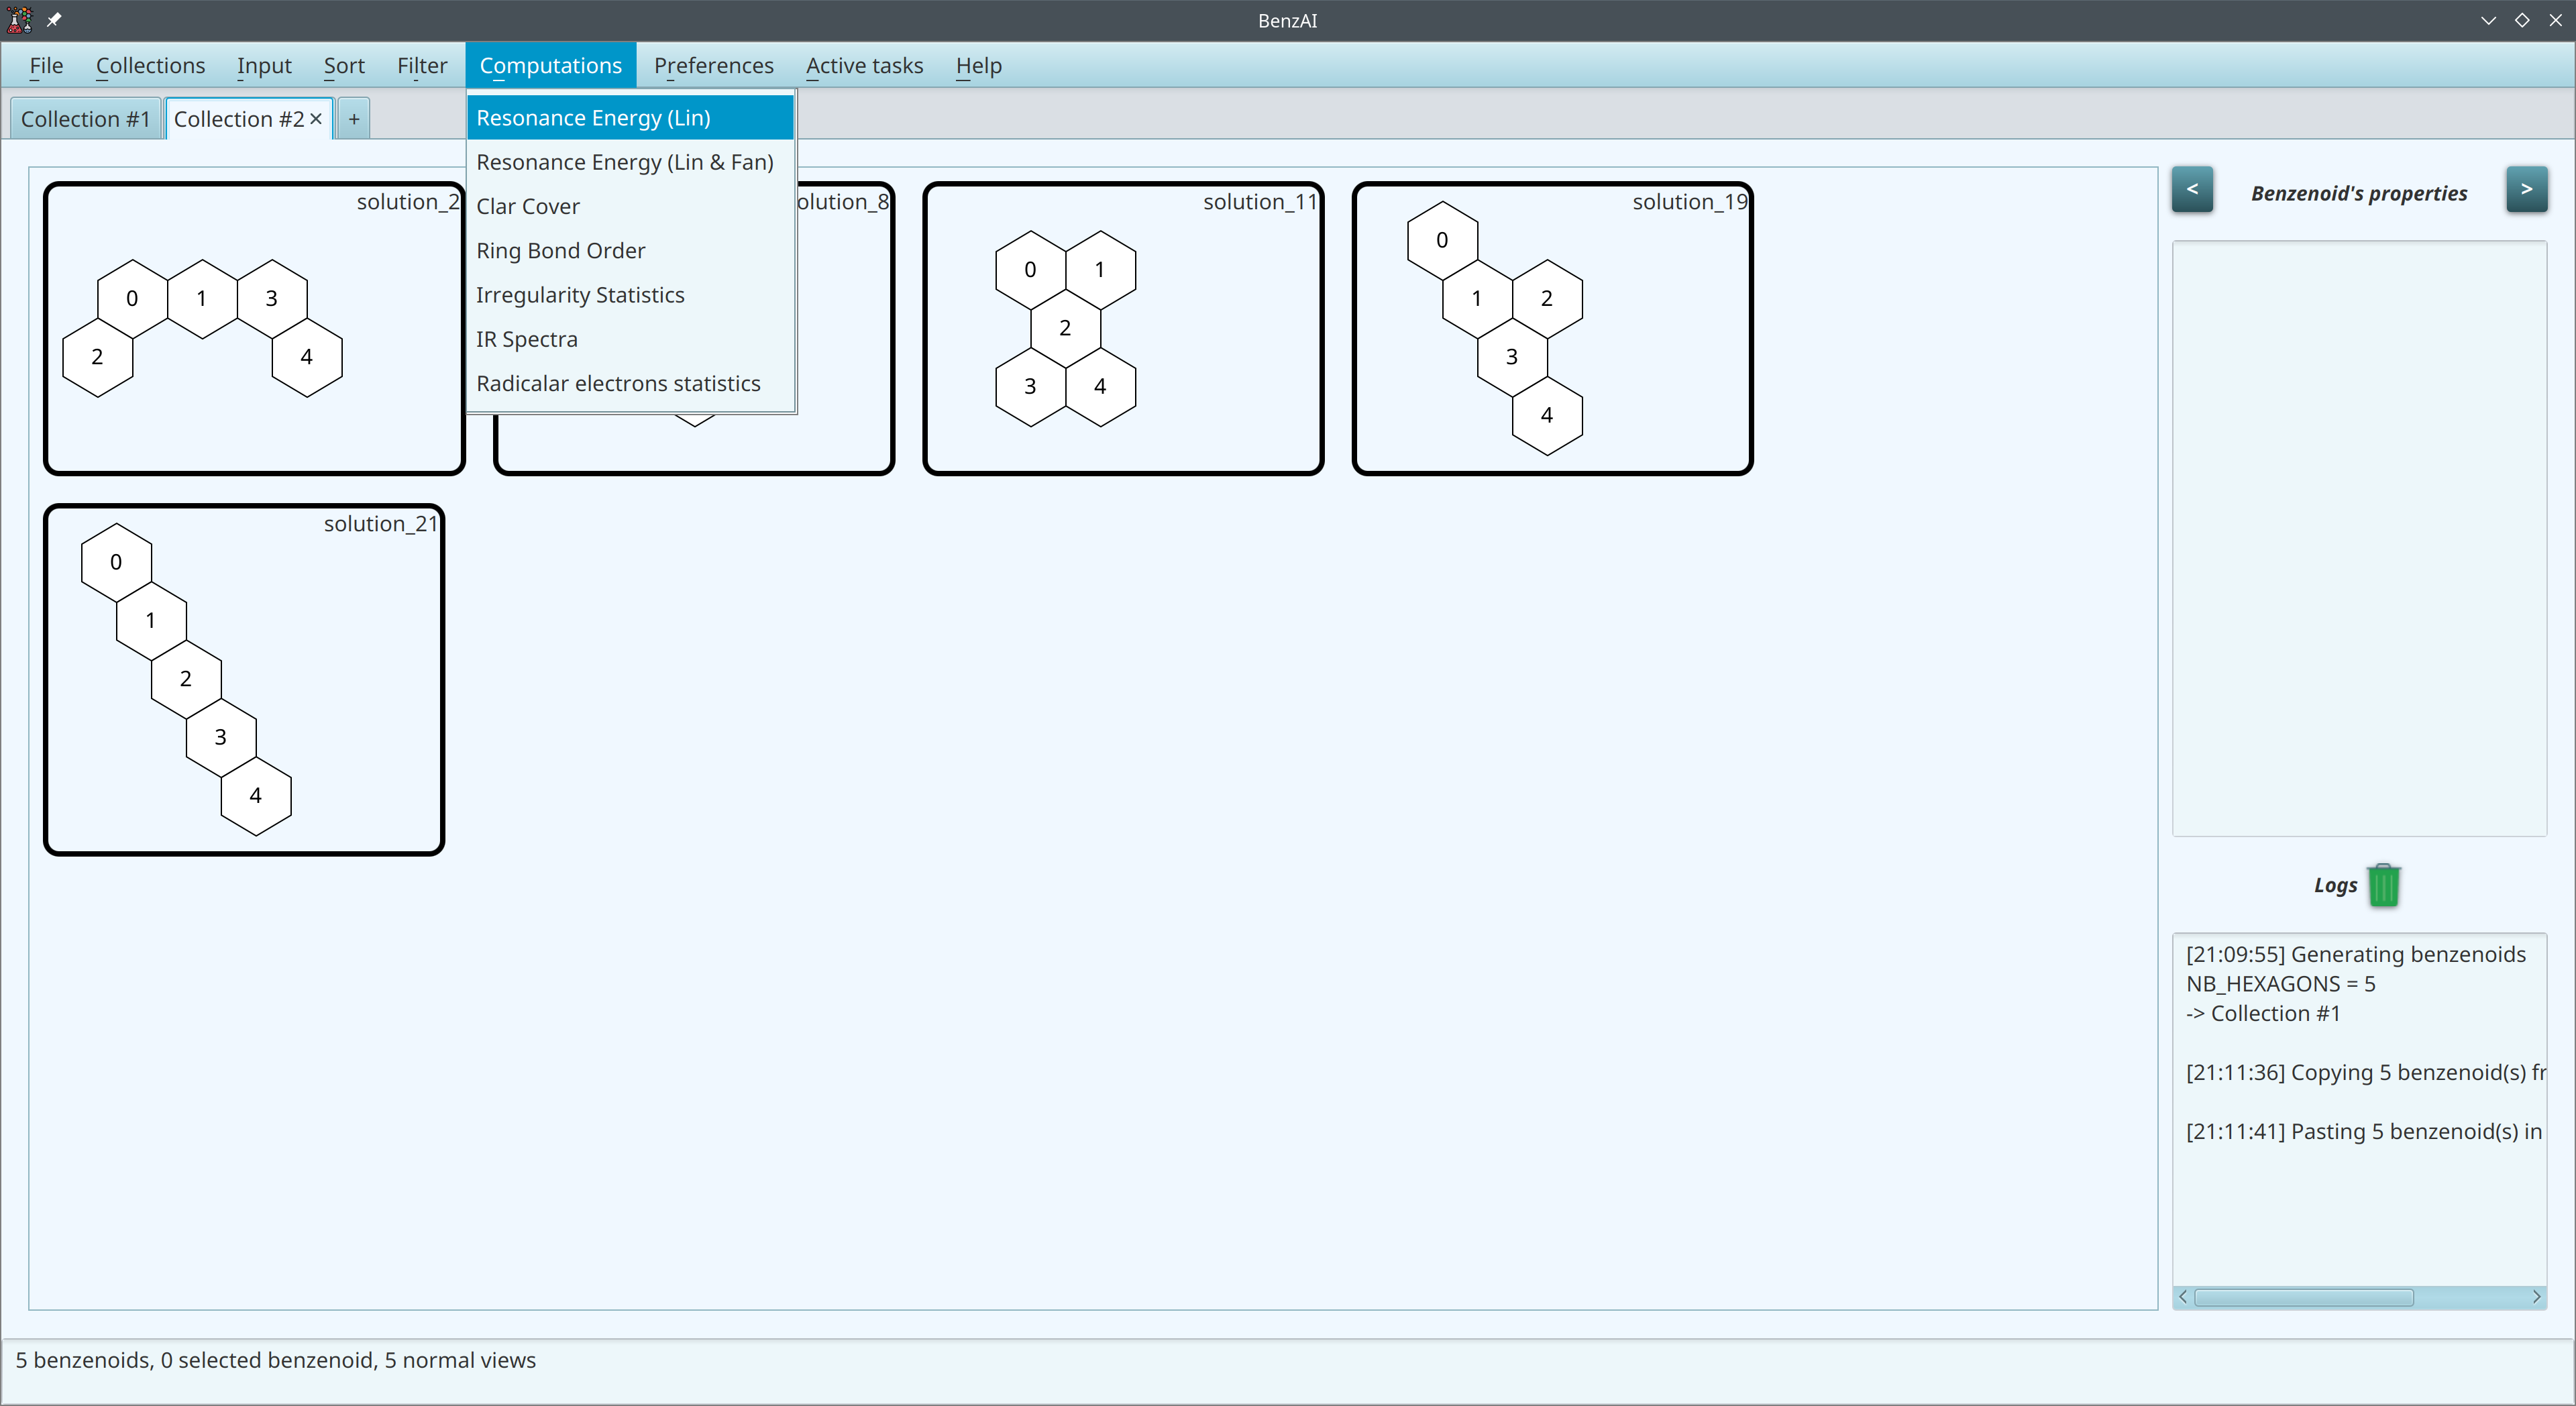 BenzAI
File Collections Input Sort Filter Computations Preferences Active tasks Help
Collection #1 Collection #2 × +
Resonance Energy (Lin)
Resonance Energy (Lin & Fan)
Clar Cover
Ring Bond Order
Irregularity Statistics
IR Spectra
Radicalar electrons statistics
solution_2
0 1 3
2 4
olution_8
solution_11
0 1
2
3 4
solution_19
0
1 2
3
4
solution_21
0
1
2
3
4
< Benzenoid's properties >
Logs
[21:09:55] Generating benzenoids
NB_HEXAGONS = 5
-> Collection #1
[21:11:36] Copying 5 benzenoid(s) fr
[21:11:41] Pasting 5 benzenoid(s) in
5 benzenoids, 0 selected benzenoid, 5 normal views